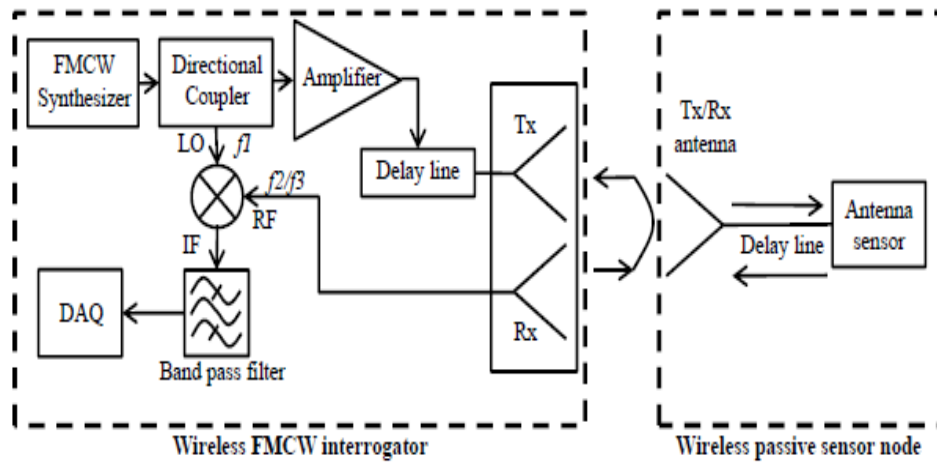 FMCW
Synthesizer
Directional
Coupler
Amplifier
LO
f1
f2/f3
RF
IF
DAQ
Band pass filter
Delay line
Tx
Rx
Wireless FMCW interrogator
Tx/Rx
antenna
Delay line
Antenna
sensor
Wireless passive sensor node